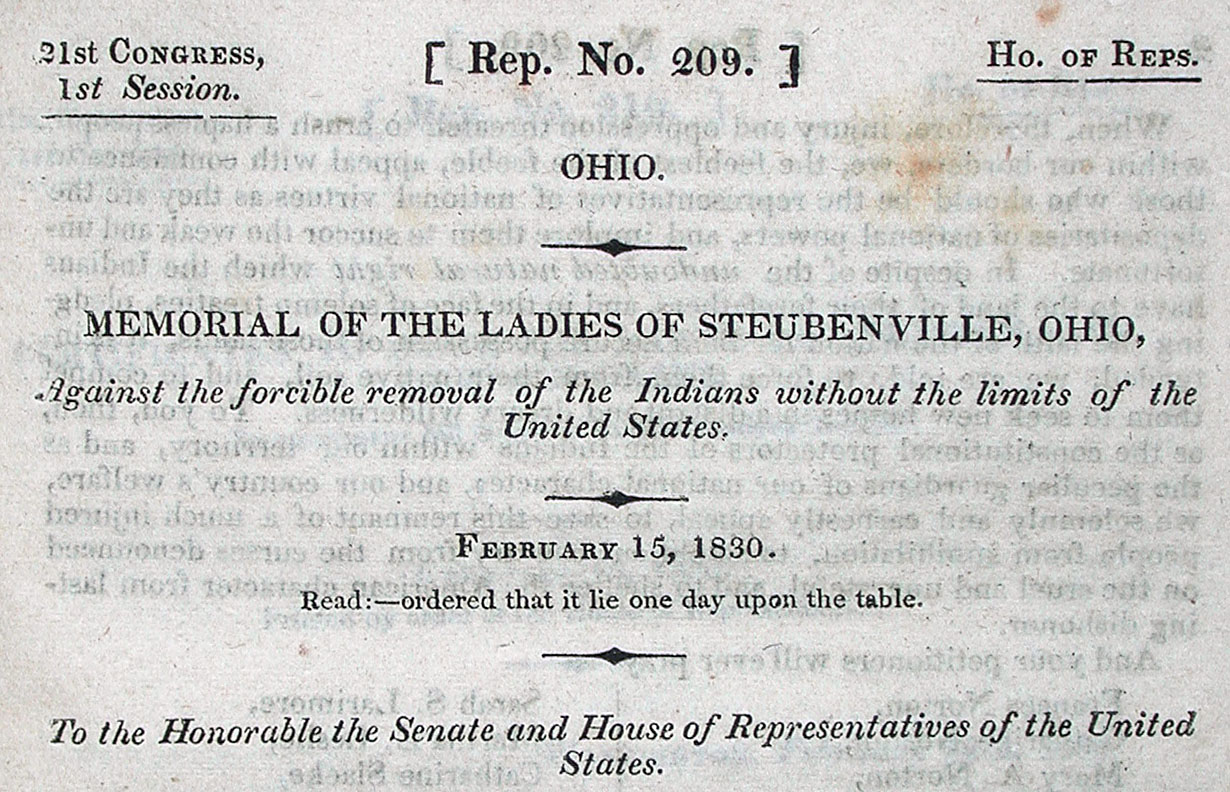 21st Congress,
1st Session.
[ Rep. No. 209. ]
Ho. of Reps.
OHIO.
MEMORIAL OF THE LADIES OF STEUBENVILLE, OHIO,
Against the forcible removal of the Indians without the limits of the
United States.
February 15, 1830.
Read:—ordered that it lie one day upon the table.
To the Honorable the Senate and House of Representatives of the United
States.